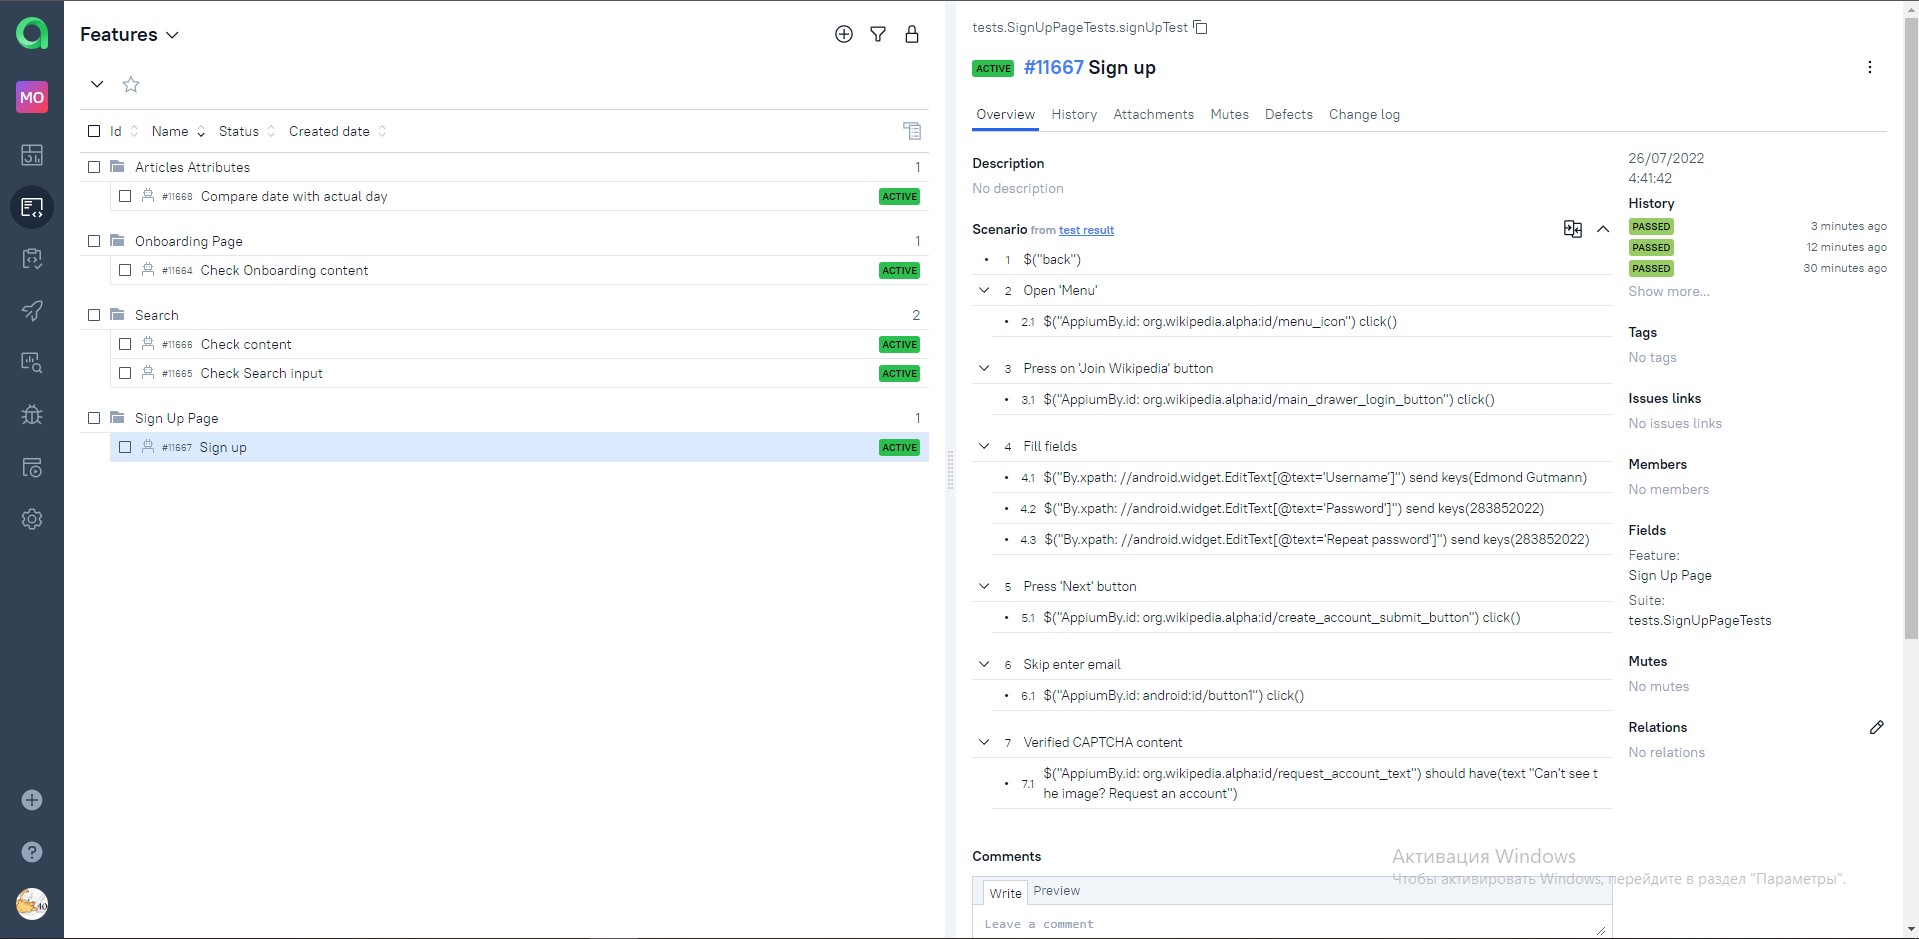 MO
Features
Id Name Status Created date
Articles Attributes 1
#11668 Compare date with actual day ACTIVE
Onboarding Page 1
#11664 Check Onboarding content ACTIVE
Search 2
#11666 Check content ACTIVE
#11665 Check Search input ACTIVE
Sign Up Page 1
#11667 Sign up ACTIVE
tests.SignUpPageTests.signUpTest
ACTIVE #11667 Sign up
Overview History Attachments Mutes Defects Change log
Description
No description
Scenario from test result
• 1 $("back")
2 Open 'Menu'
• 2.1 $("AppiumBy.id: org.wikipedia.alpha:id/menu_icon") click()
3 Press on 'Join Wikipedia' button
• 3.1 $("AppiumBy.id: org.wikipedia.alpha:id/main_drawer_login_button") click()
4 Fill fields
• 4.1 $("By.xpath: //android.widget.EditText[@text='Username']") send keys(Edmond Gutmann)
• 4.2 $("By.xpath: //android.widget.EditText[@text='Password']") send keys(283852022)
• 4.3 $("By.xpath: //android.widget.EditText[@text='Repeat password']") send keys(283852022)
5 Press 'Next' button
• 5.1 $("AppiumBy.id: org.wikipedia.alpha:id/create_account_submit_button") click()
6 Skip enter email
• 6.1 $("AppiumBy.id: android:id/button1") click()
7 Verified CAPTCHA content
• 7.1 $("AppiumBy.id: org.wikipedia.alpha:id/request_account_text") should have(text "Can't see t
he image? Request an account")
Comments
Write Preview
Leave a comment
26/07/2022
4:41:42
History
PASSED 3 minutes ago
PASSED 12 minutes ago
PASSED 30 minutes ago
Show more...
Tags
No tags
Issues links
No issues links
Members
No members
Fields
Feature:
Sign Up Page
Suite:
tests.SignUpPageTests
Mutes
No mutes
Relations
No relations
Активация Windows
Чтобы активировать Windows, перейдите в раздел "Параметры".